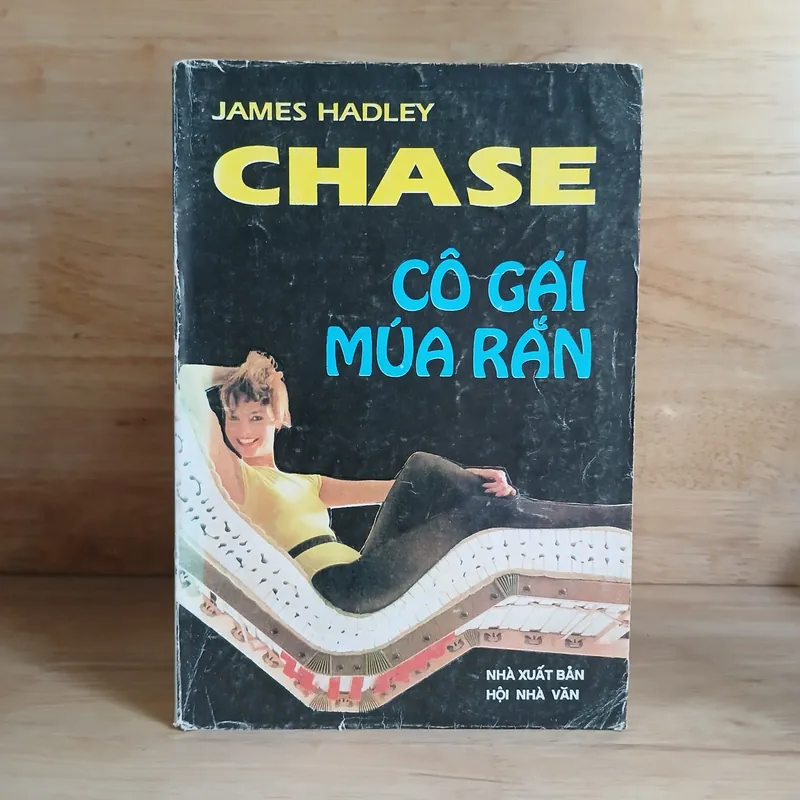 JAMES HADLEY
CHASE
CÔ GÁI
MÚA RẮN
NHÀ XUẤT BẢN
HỘI NHÀ VĂN